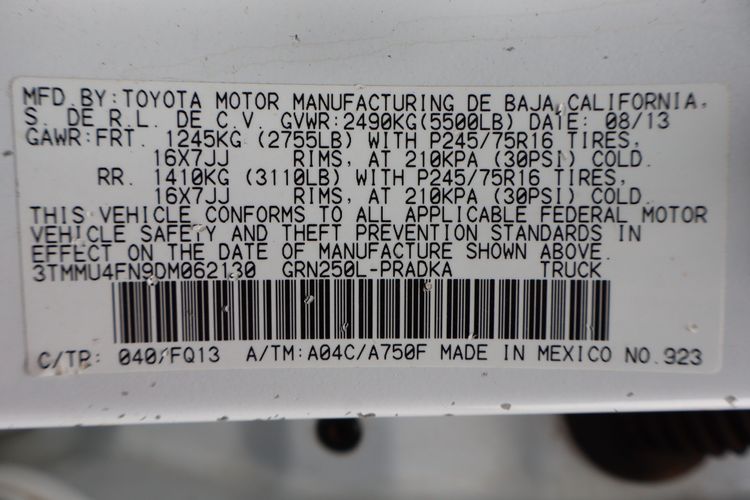 MFD.BY:TOYOTA MOTOR MANUFACTURING DE BAJA CALIFORNIA.
S. DE R.L. DE C.V. GVWR:2490KG(5500LB) DATE: 08/13
GAWR:FRT. 1245KG (2755LB) WITH P245/75R16 TIRES,
16X7JJ RIMS, AT 210KPA (30PSI) COLD.
RR. 1410KG (3110LB) WITH P245/75R16 TIRES,
16X7JJ RIMS, AT 210KPA (30PSI) COLD.
THIS VEHICLE CONFORMS TO ALL APPLICABLE FEDERAL MOTOR
VEHICLE SAFETY AND THEFT PREVENTION STANDARDS IN
EFFECT ON THE DATE OF MANUFACTURE SHOWN ABOVE.
3TMMU4FN9DM062130 GRN250L-PRADKA TRUCK
C/TR: 040/FQ13 A/TM:A04C/A750F MADE IN MEXICO NO.923